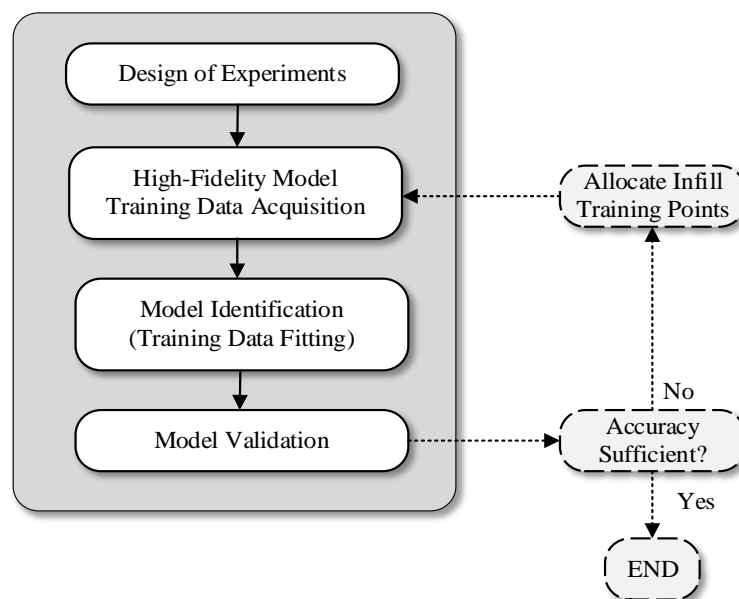 Design of Experiments
High-Fidelity Model
Training Data Acquisition
Allocate Infill
Training Points
Model Identification
(Training Data Fitting)
No
Model Validation
Accuracy
Sufficient?
Yes
END